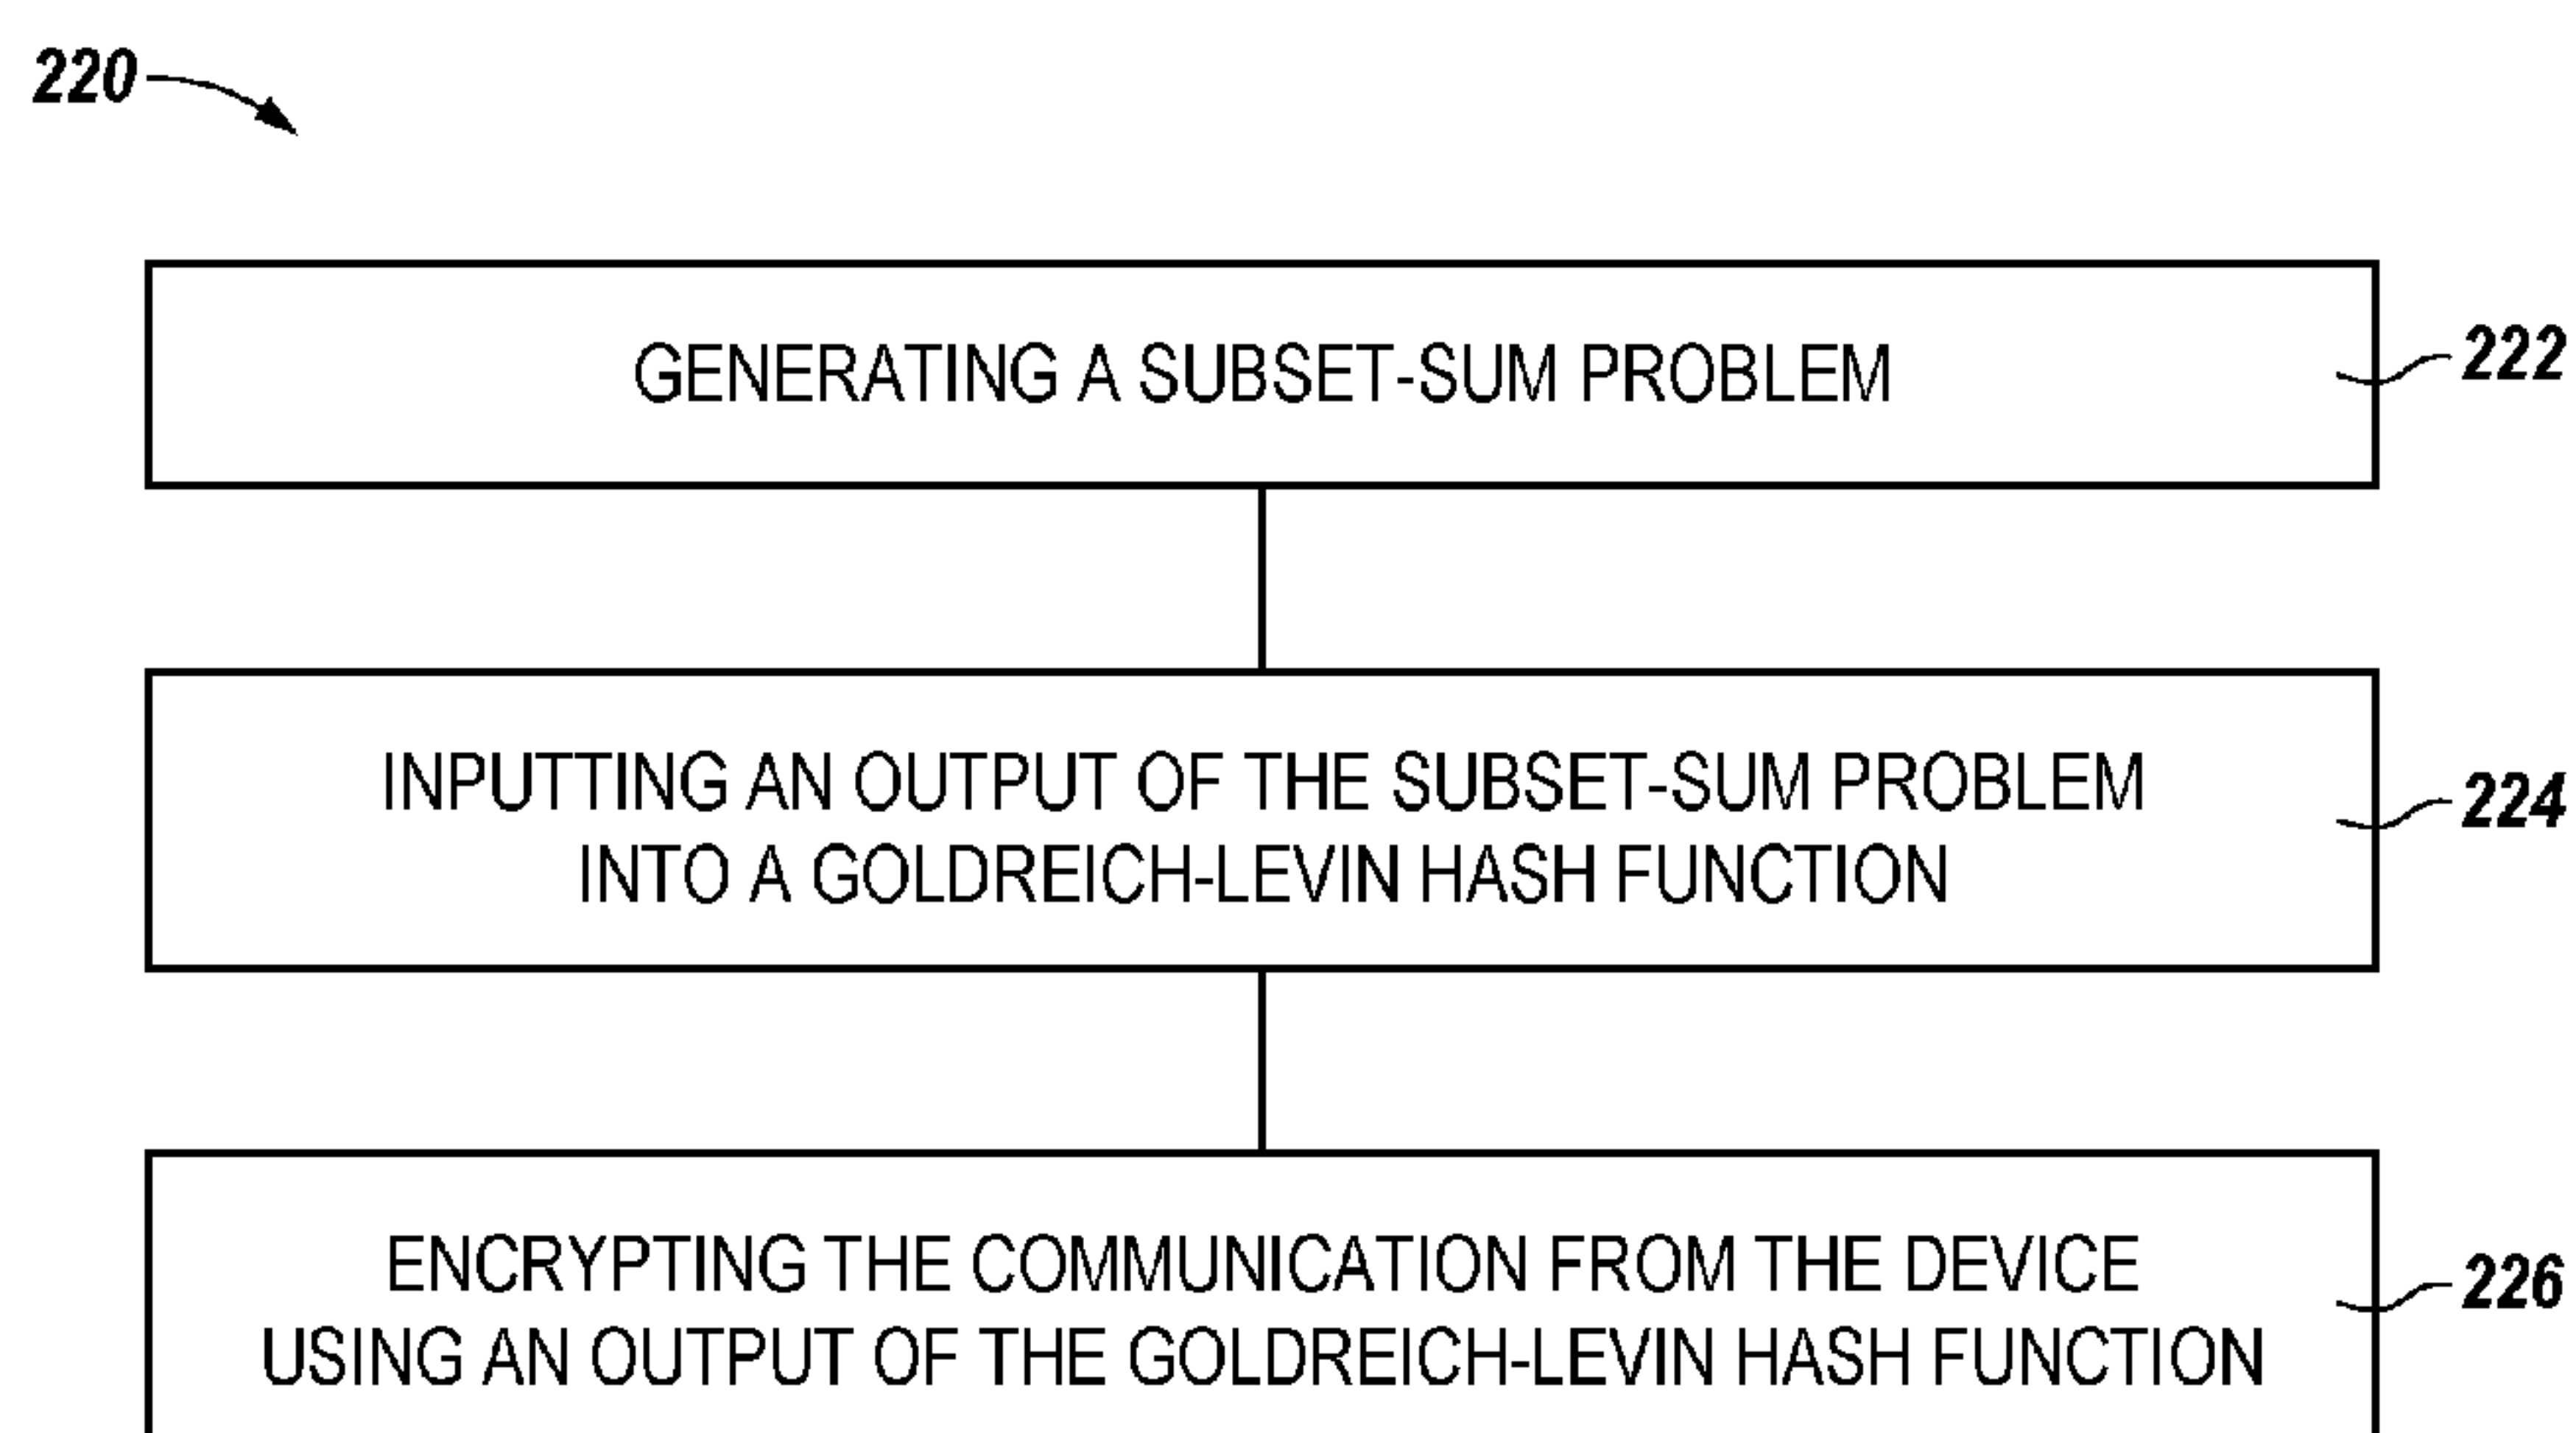 220
GENERATING A SUBSET-SUM PROBLEM
222
INPUTTING AN OUTPUT OF THE SUBSET-SUM PROBLEM
INTO A GOLDREICH-LEVIN HASH FUNCTION
224
ENCRYPTING THE COMMUNICATION FROM THE DEVICE
USING AN OUTPUT OF THE GOLDREICH-LEVIN HASH FUNCTION
226